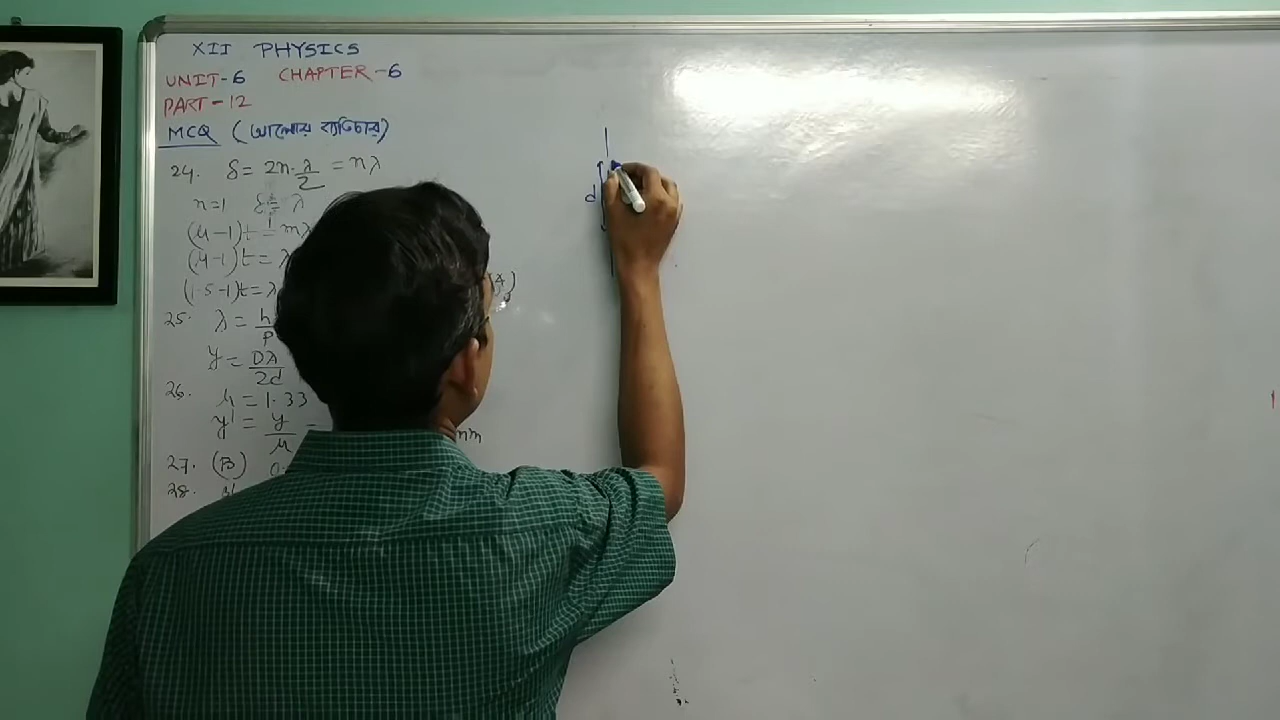 XII PHYSICS
UNIT-6 CHAPTER-6
PART-12
MCQ (আলোর ব্যতিচার)
24. δ = 2n·λ/2 = nλ
n=1 = λ
(μ-1)t = nλ
(μ-1)t = λ
(1.5-1)t=λ
25. λ = h/p
y = Dλ/2d
26. μ = 1.33
y' = y/μ =
mm
27. (B)
28.
d